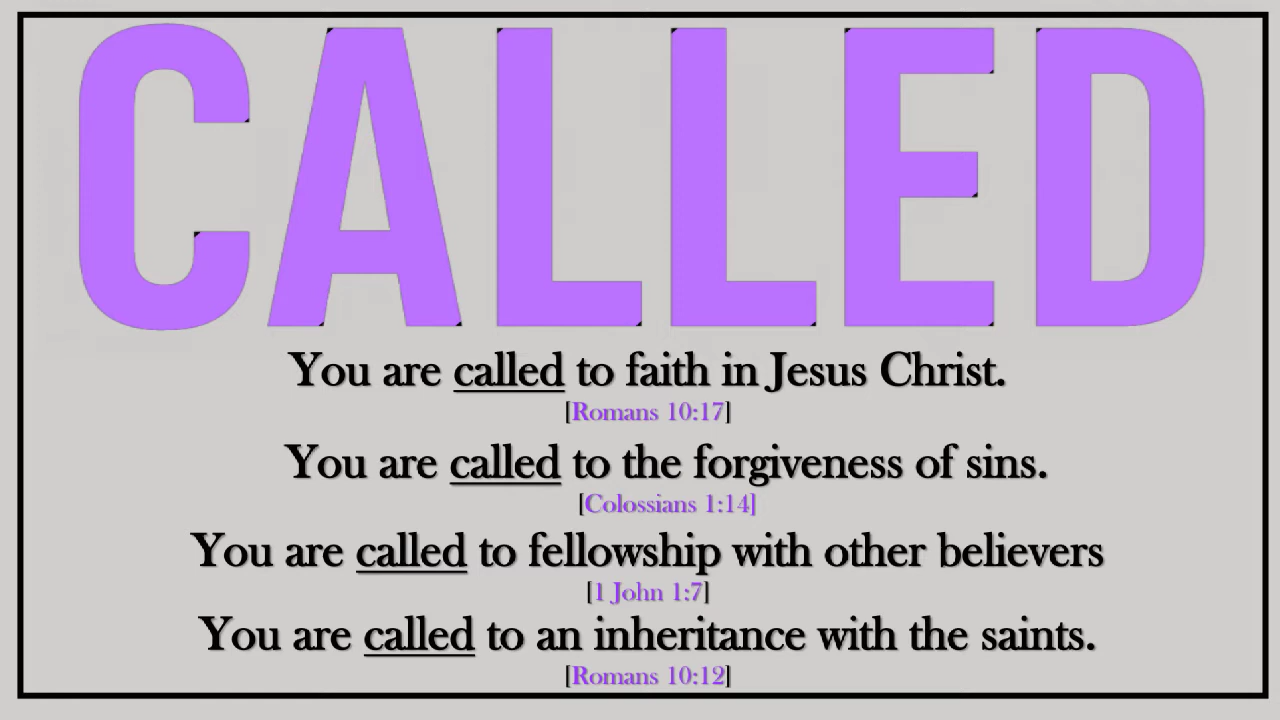 CALLED
You are called to faith in Jesus Christ.
[Romans 10:17]
You are called to the forgiveness of sins.
[Colossians 1:14]
You are called to fellowship with other believers
[1 John 1:7]
You are called to an inheritance with the saints.
[Romans 10:12]